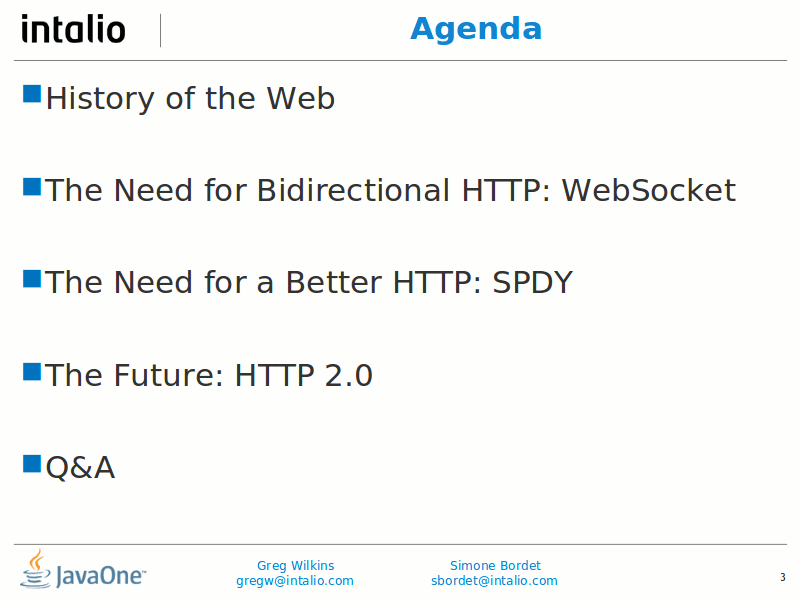 intalio
Agenda
History of the Web
The Need for Bidirectional HTTP: WebSocket
The Need for a Better HTTP: SPDY
The Future: HTTP 2.0
Q&A
JavaOne™
Greg Wilkins
gregw@intalio.com
Simone Bordet
sbordet@intalio.com
3